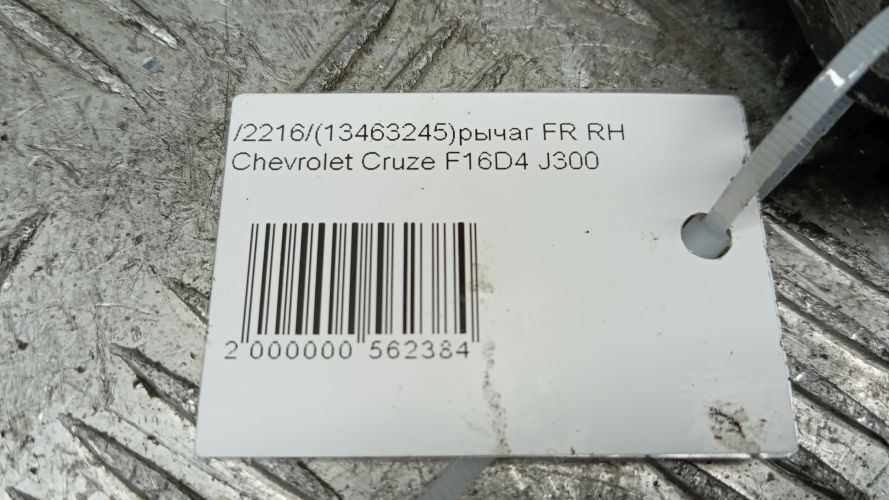 /2216/(13463245)рычаг FR RH
Chevrolet Cruze F16D4 J300
2 000000 562384